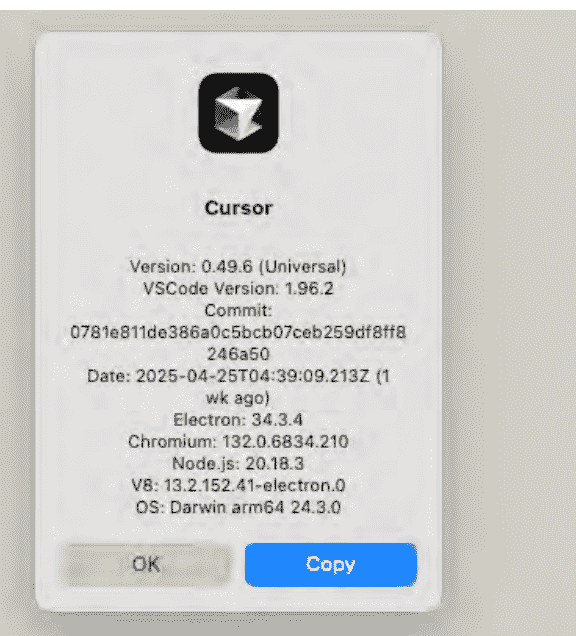 Cursor
Version: 0.49.6 (Universal)
VSCode Version: 1.96.2
Commit:
0781e811de386a0c5bcb07ceb259df8ff8
246a50
Date: 2025-04-25T04:39:09.213Z (1
wk ago)
Electron: 34.3.4
Chromium: 132.0.6834.210
Node.js: 20.18.3
V8: 13.2.152.41-electron.0
OS: Darwin arm64 24.3.0
OK
Copy